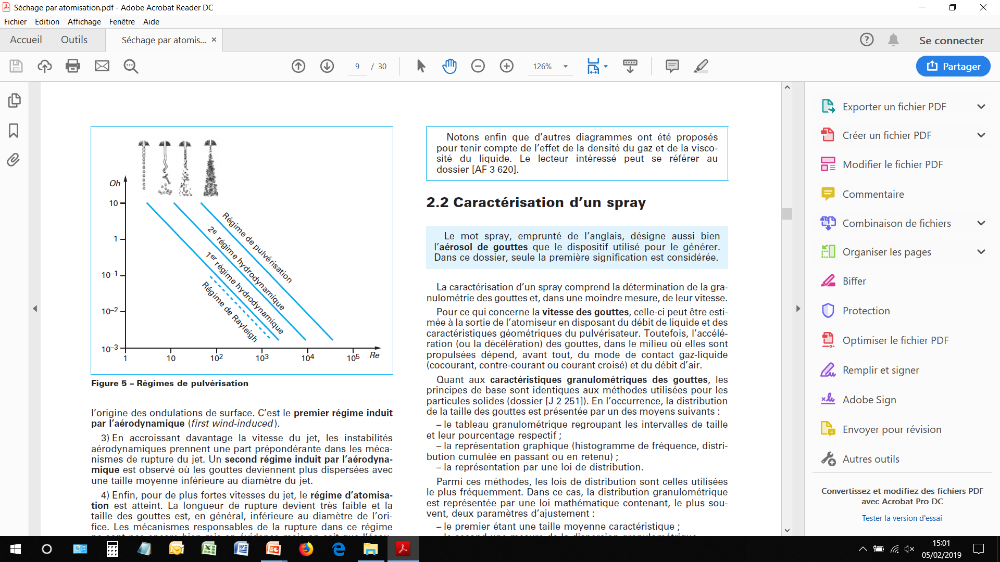 Séchage par atomisation.pdf - Adobe Acrobat Reader DC
Fichier Edition Affichage Fenêtre Aide
Accueil Outils Séchage par atomis... × Se connecter
9 / 30 126% Partager
Oh
10
1
10–1
10–2
10–3
1 10 102 103 104 105 Re
Régime de pulvérisation
2e régime hydrodynamique
1er régime hydrodynamique
Régime de Rayleigh
Figure 5 – Régimes de pulvérisation
l’origine des ondulations de surface. C’est le premier régime induit
par l’aérodynamique (first wind-induced).
3) En accroissant davantage la vitesse du jet, les instabilités
aérodynamiques prennent une part prépondérante dans les méca-
nismes de rupture du jet. Un second régime induit par l’aérodyna-
mique est observé où les gouttes deviennent plus dispersées avec
une taille moyenne inférieure au diamètre du jet.
4) Enfin, pour de plus fortes vitesses du jet, le régime d’atomisa-
tion est atteint. La longueur de rupture devient très faible et la
taille des gouttes est, en général, inférieure au diamètre de l’ori-
fice. Les mécanismes responsables de la rupture dans ce régime
Notons enfin que d’autres diagrammes ont été proposés
pour tenir compte de l’effet de la densité du gaz et de la visco-
sité du liquide. Le lecteur intéressé peut se référer au
dossier [AF 3 620].
2.2 Caractérisation d’un spray
Le mot spray, emprunté de l’anglais, désigne aussi bien
l’aérosol de gouttes que le dispositif utilisé pour le générer.
Dans ce dossier, seule la première signification est considérée.
La caractérisation d’un spray comprend la détermination de la gra-
nulométrie des gouttes et, dans une moindre mesure, de leur vitesse.
Pour ce qui concerne la vitesse des gouttes, celle-ci peut être esti-
mée à la sortie de l’atomiseur en disposant du débit de liquide et des
caractéristiques géométriques du pulvérisateur. Toutefois, l’accélé-
ration (ou la décélération) des gouttes, dans le milieu où elles sont
propulsées dépend, avant tout, du mode de contact gaz-liquide
(cocourant, contre-courant ou courant croisé) et du débit d’air.
Quant aux caractéristiques granulométriques des gouttes, les
principes de base sont identiques aux méthodes utilisées pour les
particules solides (dossier [J 2 251]). En l’occurrence, la distribution
de la taille des gouttes est présentée par un des moyens suivants :
– le tableau granulométrique regroupant les intervalles de taille
et leur pourcentage respectif ;
– la représentation graphique (histogramme de fréquence, distri-
bution cumulée en passant ou en retenu) ;
– la représentation par une loi de distribution.
Parmi ces méthodes, les lois de distribution sont celles utilisées
le plus fréquemment. Dans ce cas, la distribution granulométrique
est représentée par une loi mathématique contenant, le plus sou-
vent, deux paramètres d’ajustement :
– le premier étant une taille moyenne caractéristique ;
Exporter un fichier PDF
Créer un fichier PDF
Modifier le fichier PDF
Commentaire
Combinaison de fichiers
Organiser les pages
Biffer
Protection
Optimiser le fichier PDF
Remplir et signer
Adobe Sign
Envoyer pour révision
Autres outils
Convertissez et modifiez des fichiers PDF
avec Acrobat Pro DC
Tester la version d'essai
15:01
05/02/2019